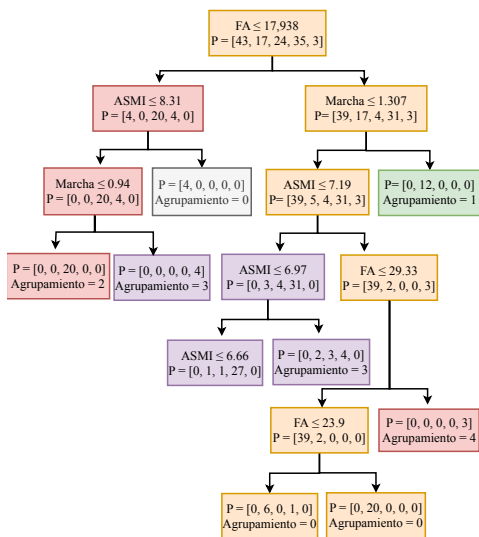 FA ≤ 17,938
P = [43, 17, 24, 35, 3]
ASMI ≤ 8.31
P = [4, 0, 20, 4, 0]
Marcha ≤ 1.307
P = [39, 17, 4, 31, 3]
Marcha ≤ 0.94
P = [0, 0, 20, 4, 0]
P = [4, 0, 0, 0, 0]
Agrupamiento = 0
ASMI ≤ 7.19
P = [39, 5, 4, 31, 3]
P= [0, 12, 0, 0, 0]
Agrupamiento = 1
P = [0, 0, 20, 0, 0]
Agrupamiento = 2
P = [0, 0, 0, 0, 4]
Agrupamiento = 3
ASMI ≤ 6.97
P = [0, 3, 4, 31, 0]
FA ≤ 29.33
P = [39, 2, 0, 0, 3]
ASMI ≤ 6.66
P = [0, 1, 1, 27, 0]
P = [0, 2, 3, 4, 0]
Agrupamiento = 3
FA ≤ 23.9
P = [39, 2, 0, 0, 0]
P = [0, 0, 0, 0, 3]
Agrupamiento = 4
P = [0, 6, 0, 1, 0]
Agrupamiento = 0
P = [0, 20, 0, 0, 0]
Agrupamiento = 0